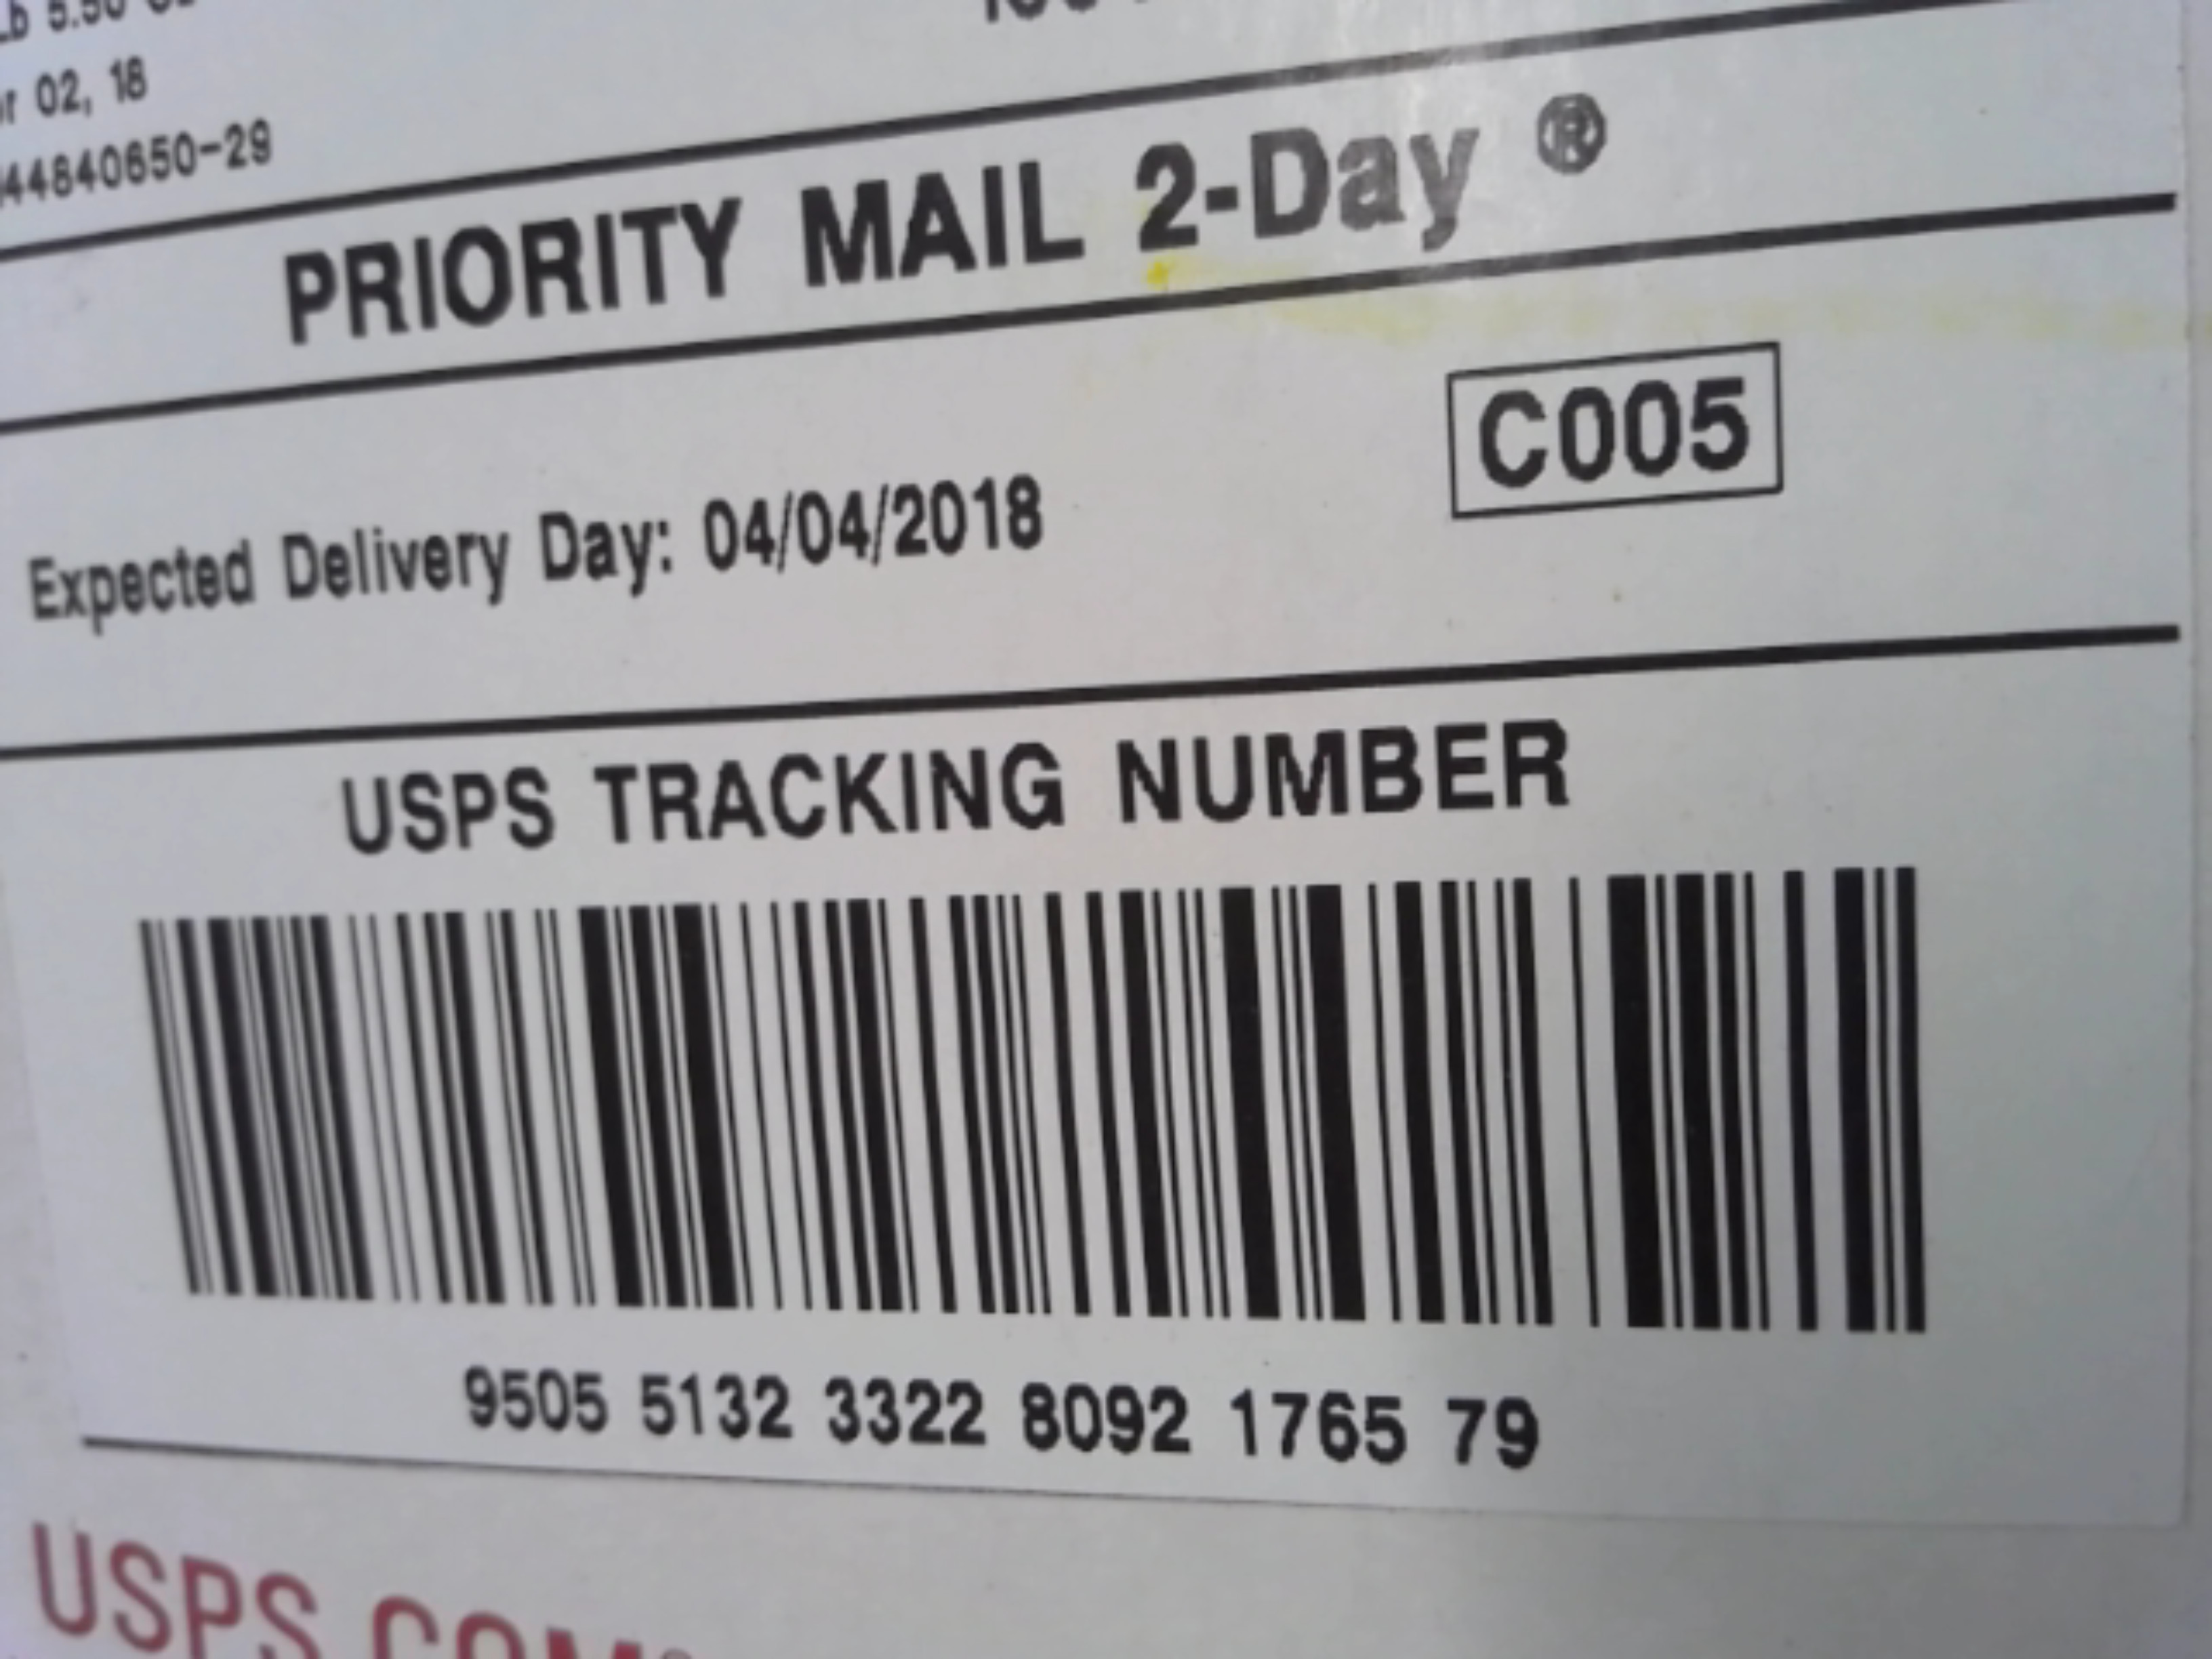 02, 18
44840650-29
PRIORITY MAIL 2-Day ®
C005
Expected Delivery Day: 04/04/2018
USPS TRACKING NUMBER
9505 5132 3322 8092 1765 79
USPS.COM